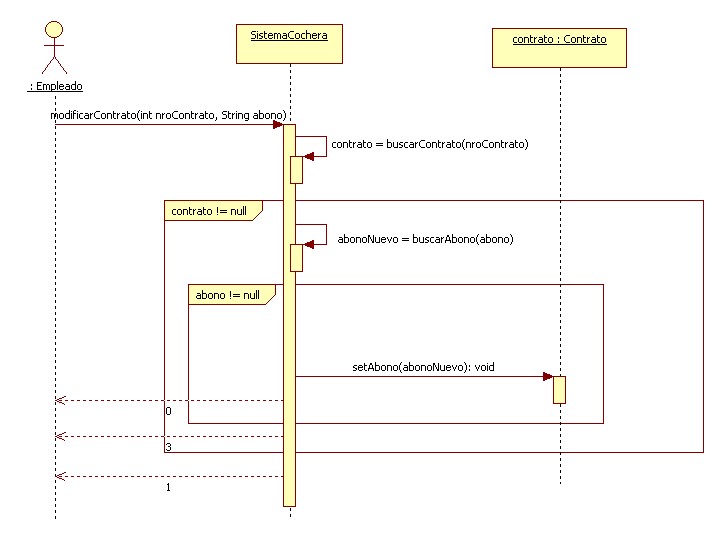 SistemaCochera
contrato : Contrato
: Empleado
modificarContrato(int nroContrato, String abono)
contrato = buscarContrato(nroContrato)
contrato != null
abonoNuevo = buscarAbono(abono)
abono != null
setAbono(abonoNuevo): void
0
3
1